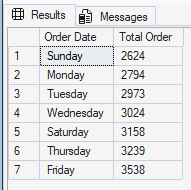 Results Messages
Order Date Total Order
1 Sunday 2624
2 Monday 2794
3 Tuesday 2973
4 Wednesday 3024
5 Saturday 3158
6 Thursday 3239
7 Friday 3538